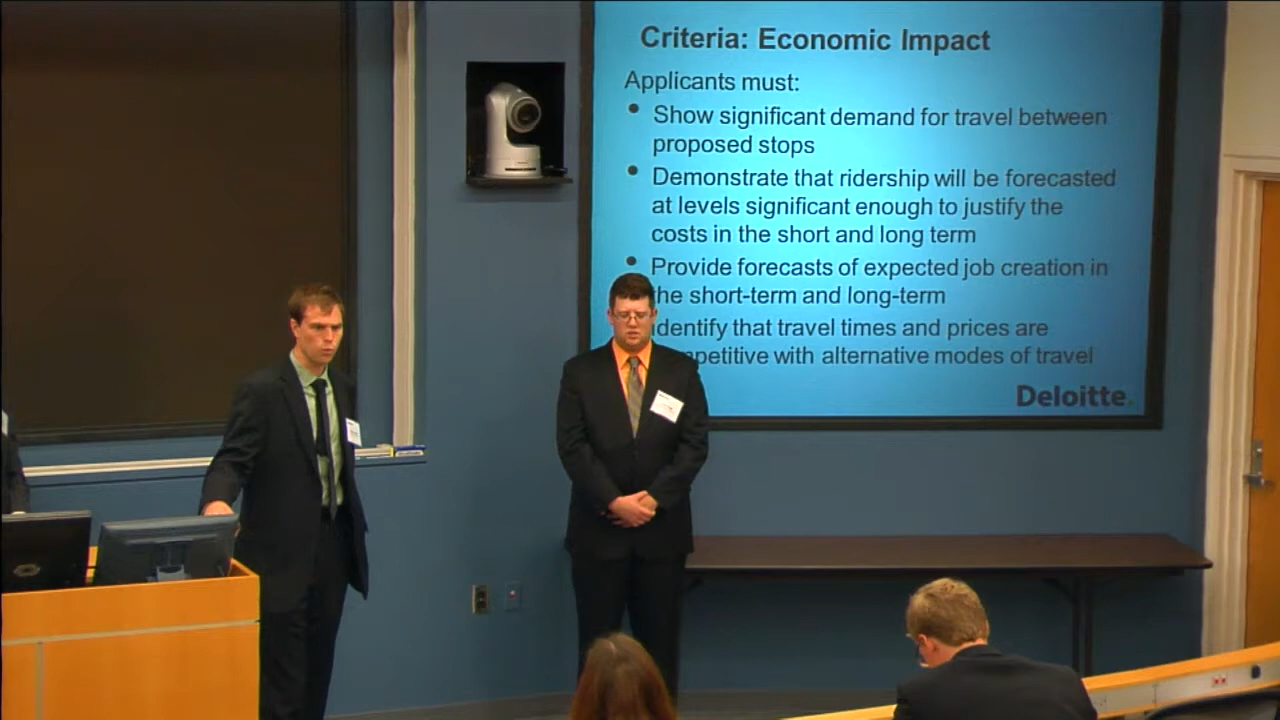 Criteria: Economic Impact
Applicants must:
• Show significant demand for travel between
proposed stops
• Demonstrate that ridership will be forecasted
at levels significant enough to justify the
costs in the short and long term
• Provide forecasts of expected job creation in
the short-term and long-term
identify that travel times and prices are
mpetitive with alternative modes of travel
Deloitte.